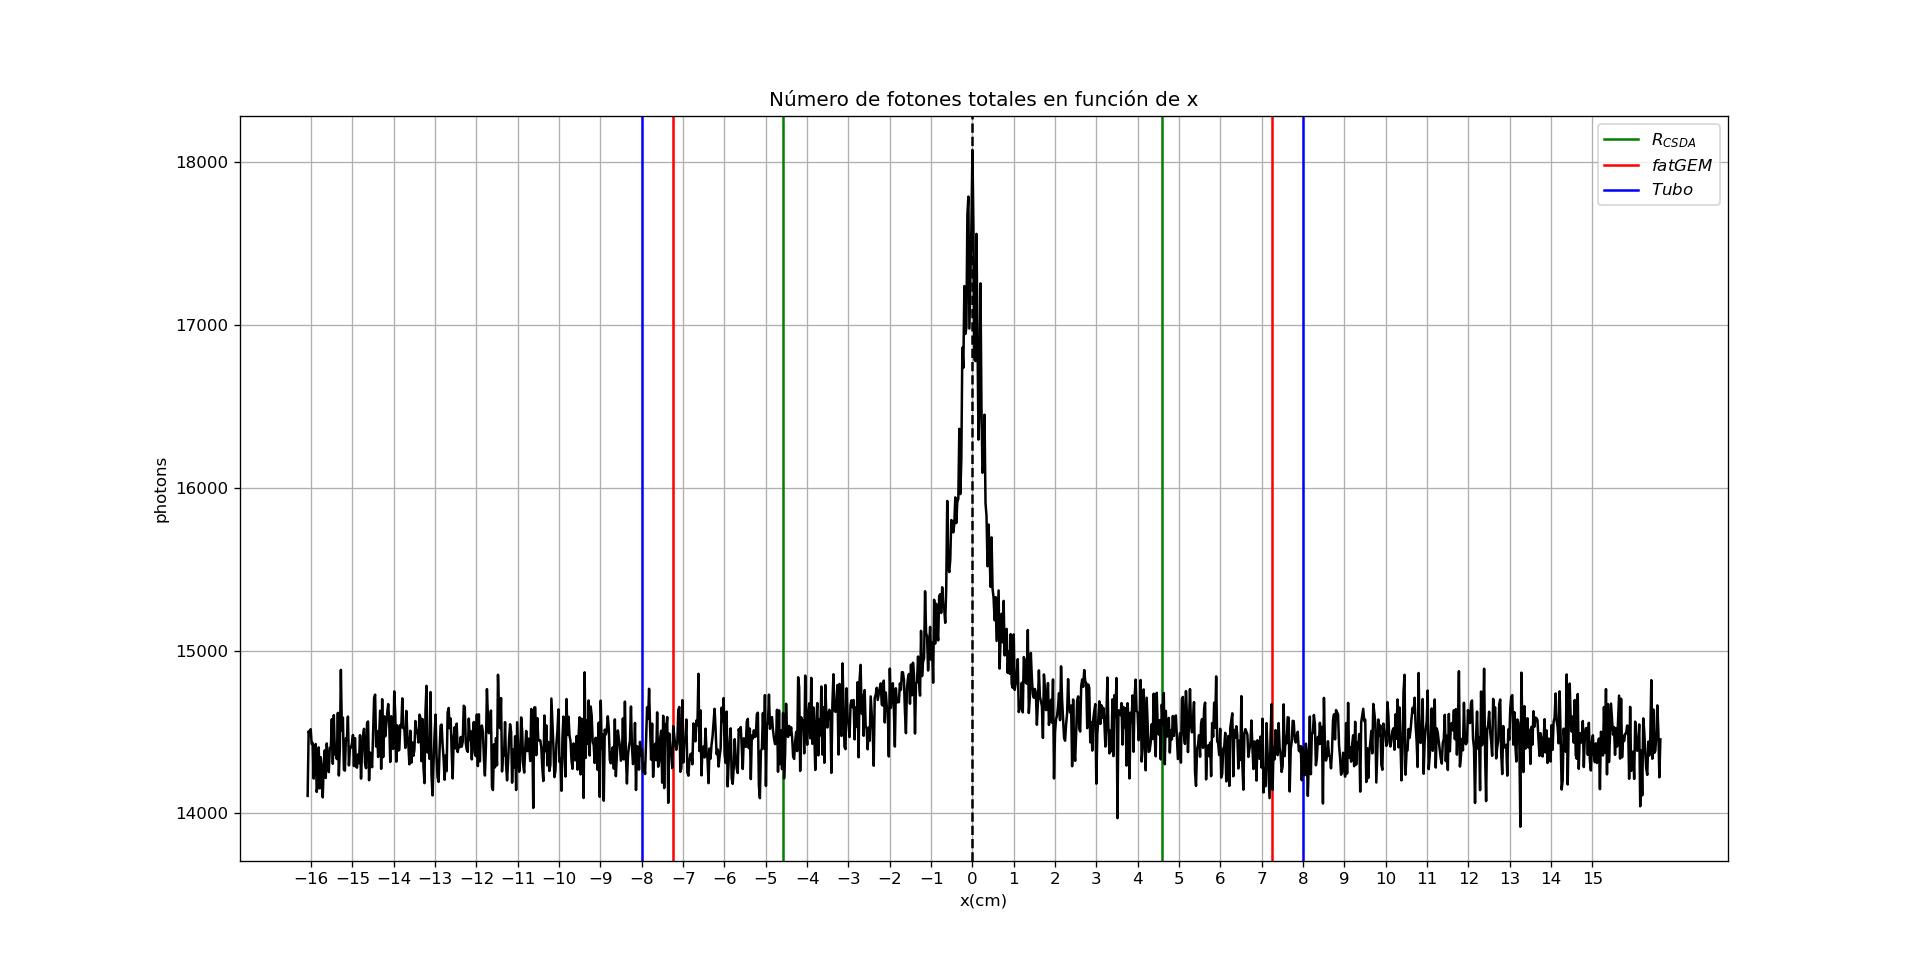 Número de fotones totales en función de x
R_CSDA
fatGEM
Tubo
18000
17000
16000
15000
14000
photons
−16 −15 −14 −13 −12 −11 −10 −9 −8 −7 −6 −5 −4 −3 −2 −1 0 1 2 3 4 5 6 7 8 9 10 11 12 13 14 15
x(cm)